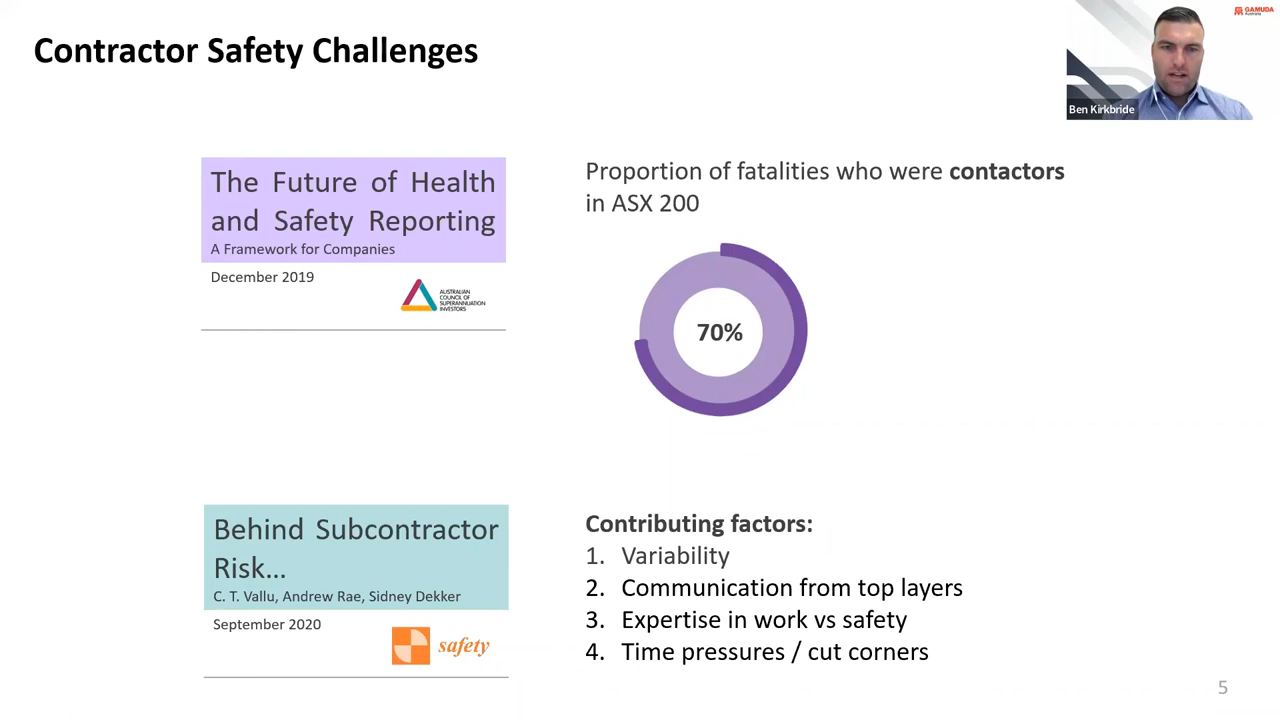 Contractor Safety Challenges
GAMUDA
Australia
Ben Kirkbride
The Future of Health
and Safety Reporting
A Framework for Companies
December 2019
AUSTRALIAN
COUNCIL OF
SUPERANNUATION
INVESTORS
Proportion of fatalities who were contactors
in ASX 200
70%
Behind Subcontractor
Risk...
C. T. Vallu, Andrew Rae, Sidney Dekker
September 2020
safety
Contributing factors:
1. Variability
2. Communication from top layers
3. Expertise in work vs safety
4. Time pressures / cut corners
5